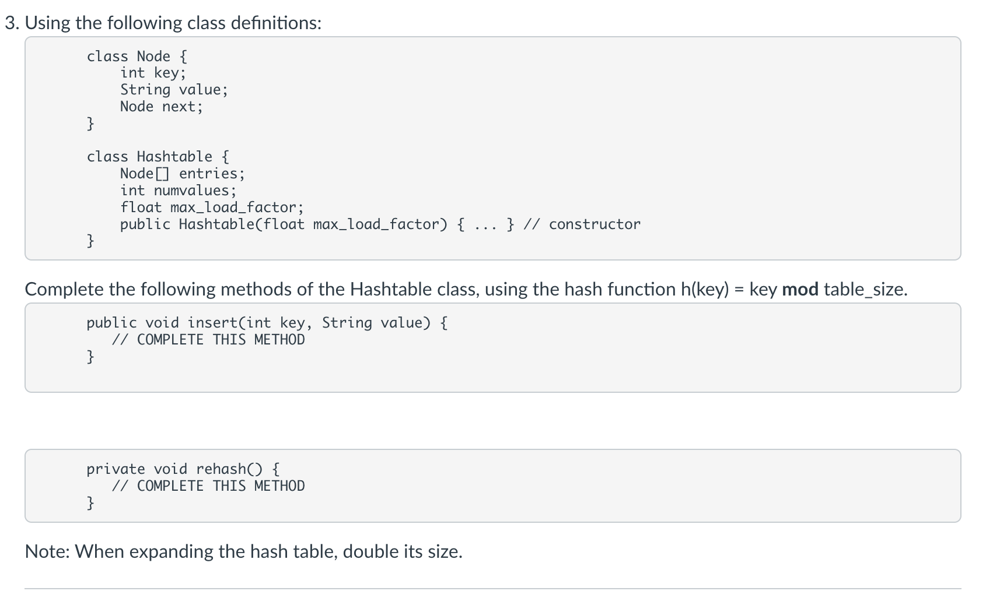 3. Using the following class definitions:
class Node {
    int key;
    String value;
    Node next;
}
class Hashtable {
    Node[] entries;
    int numvalues;
    float max_load_factor;
    public Hashtable(float max_load_factor) { ... } // constructor
}
Complete the following methods of the Hashtable class, using the hash function h(key) = key mod table_size.
public void insert(int key, String value) {
   // COMPLETE THIS METHOD
}
private void rehash() {
   // COMPLETE THIS METHOD
}
Note: When expanding the hash table, double its size.